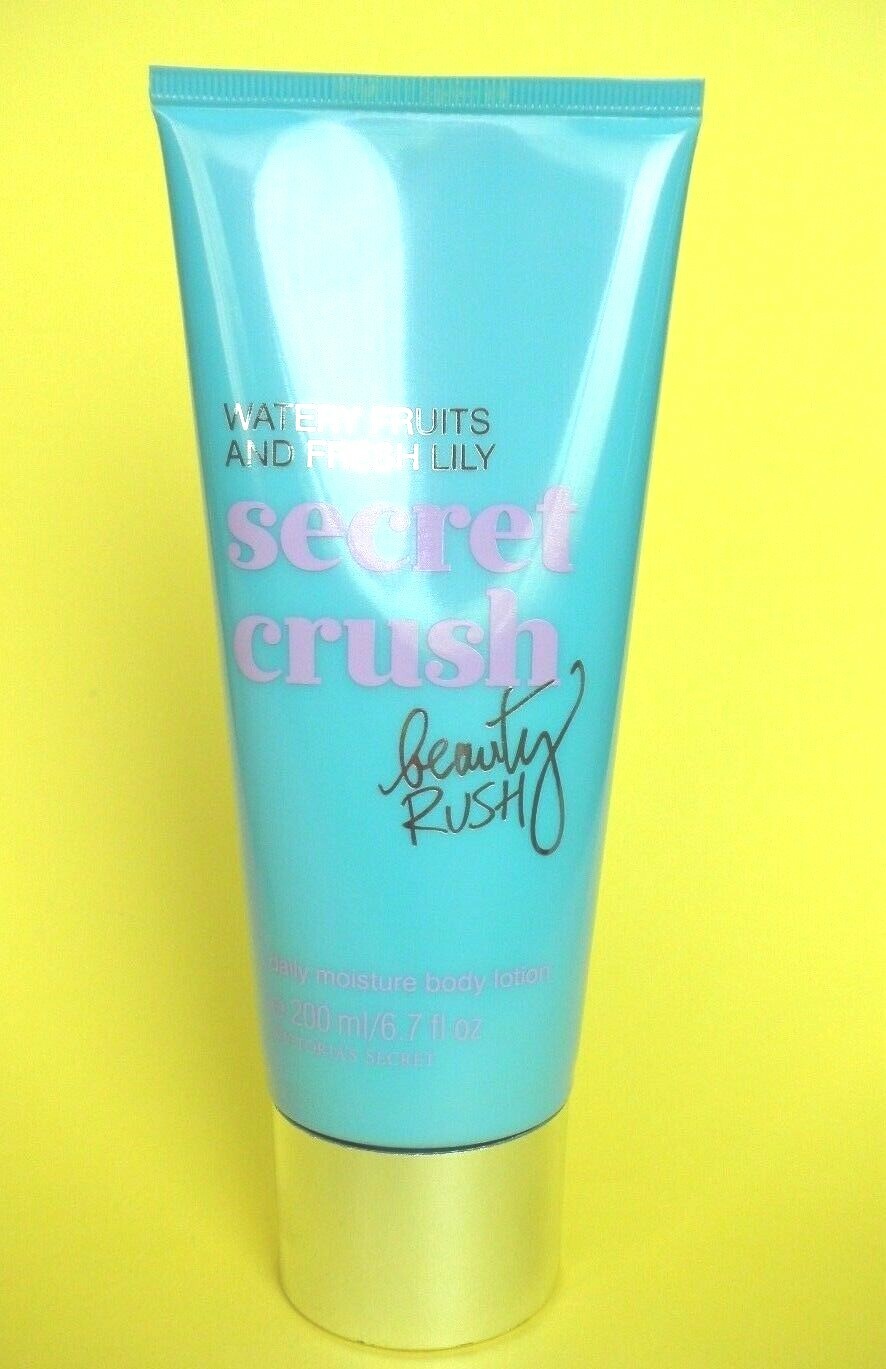 WATERY FRUITS
AND FRESH LILY
secret
crush
beauty
RUSH
daily moisture body lotion
℮ 200 ml/6.7 fl oz
VICTORIA'S SECRET